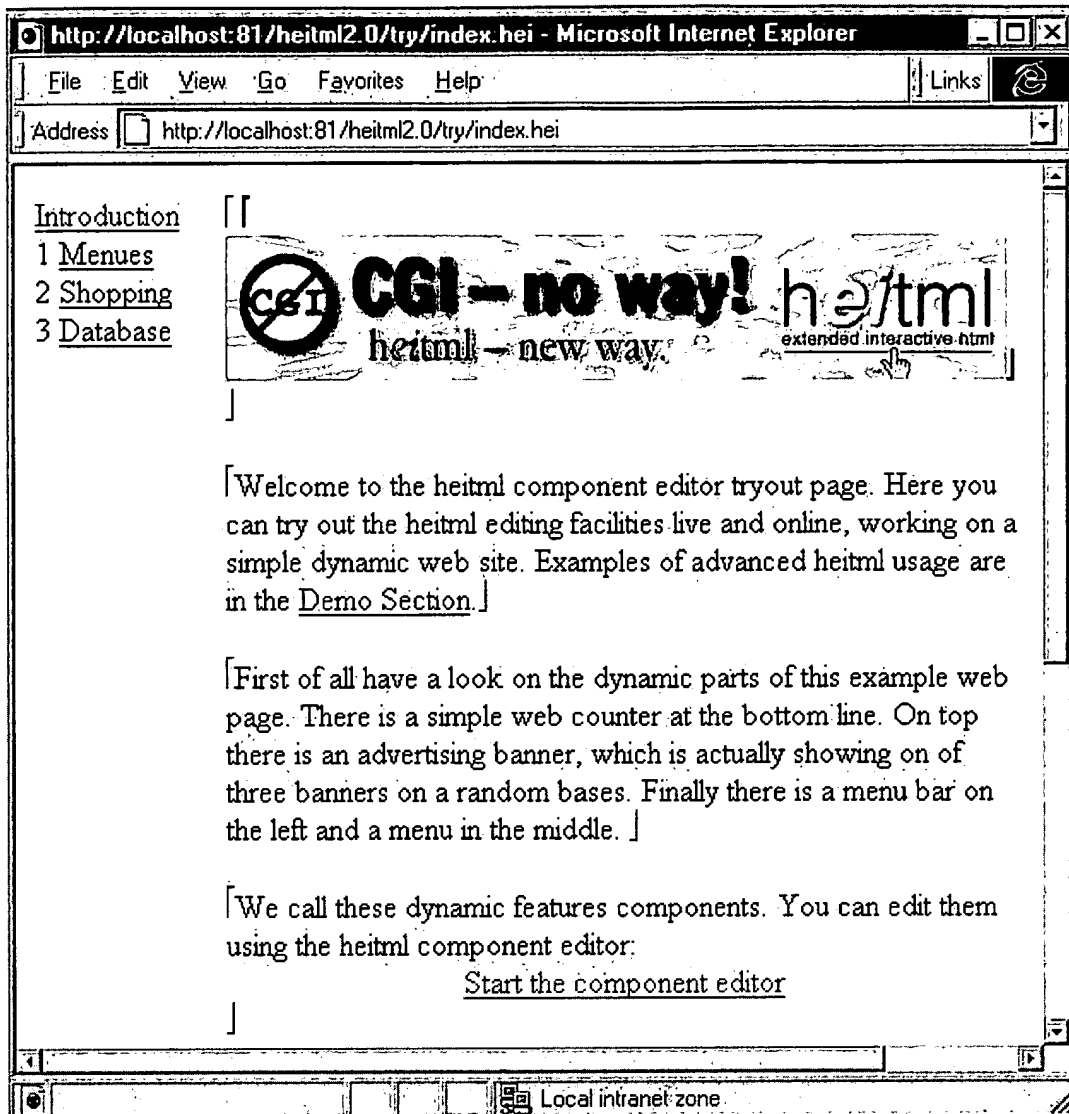 http://localhost:81/heitml2.0/try/index.hei - Microsoft Internet Explorer
File Edit View Go Favorites Help Links
Address http://localhost:81/heitml2.0/try/index.hei
Introduction
1 Menues
2 Shopping
3 Database
CGI
CGI – no way!
heitml – new way.
heitml
extended interactive html
Welcome to the heitml component editor tryout page. Here you
can try out the heitml editing facilities live and online, working on a
simple dynamic web site. Examples of advanced heitml usage are
in the Demo Section.
First of all have a look on the dynamic parts of this example web
page. There is a simple web counter at the bottom line. On top
there is an advertising banner, which is actually showing on of
three banners on a random bases. Finally there is a menu bar on
the left and a menu in the middle.
We call these dynamic features components. You can edit them
using the heitml component editor:
Start the component editor
Local intranet zone